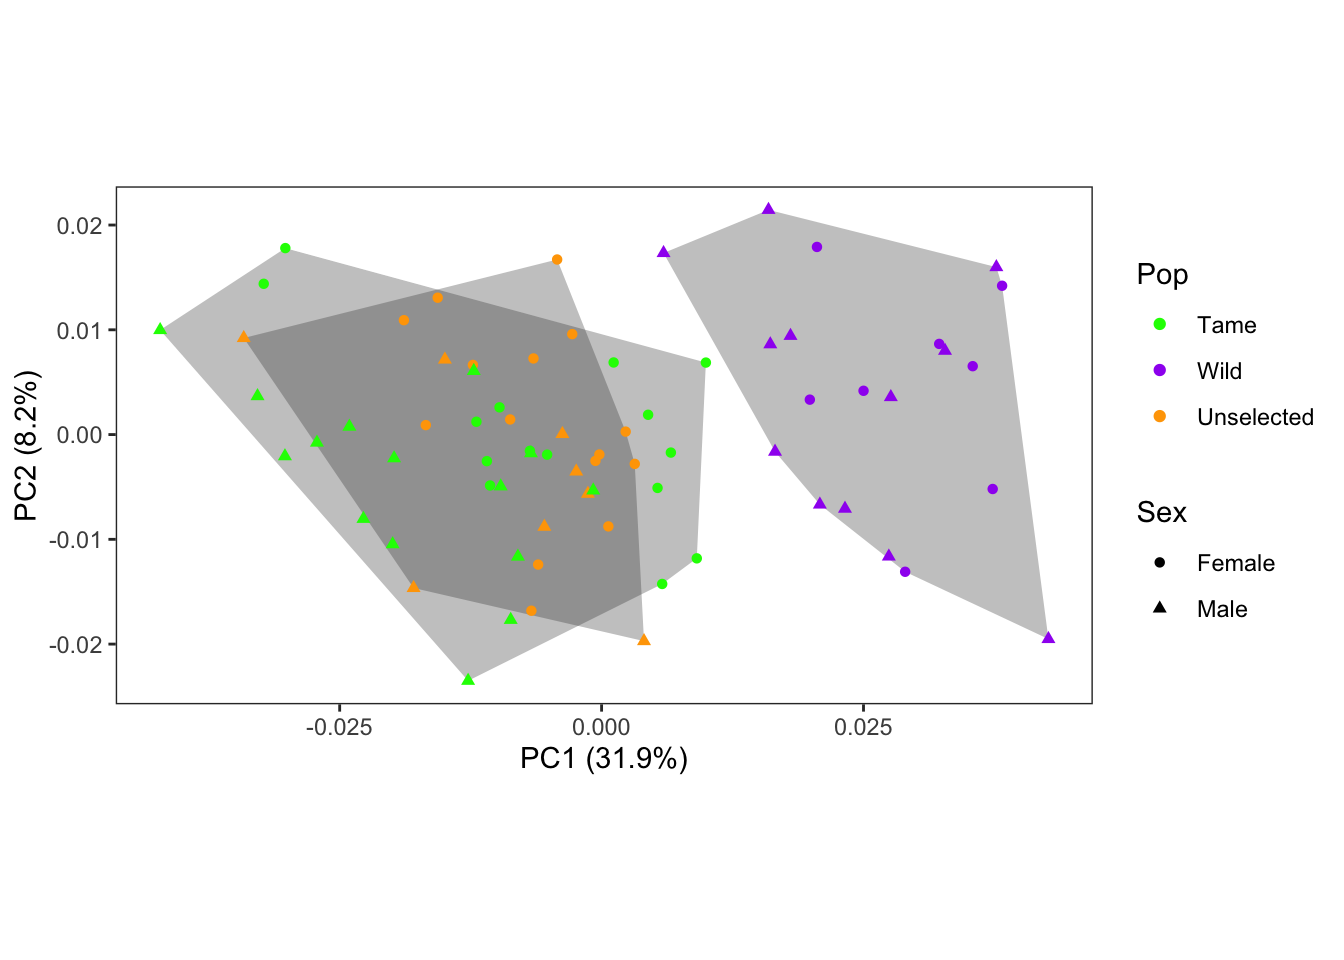 0.02
0.01
0.00
-0.01
-0.02
PC2 (8.2%)
-0.025
0.000
0.025
PC1 (31.9%)
Pop
Tame
Wild
Unselected
Sex
Female
Male